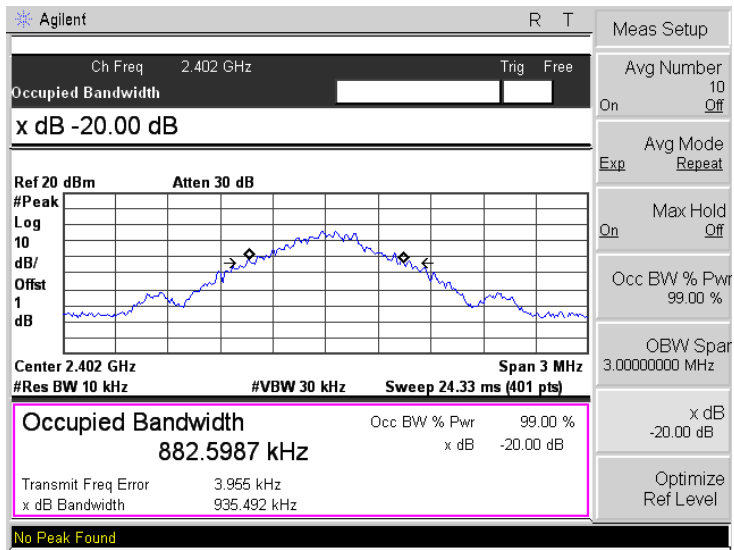 Agilent R T
Ch Freq 2.402 GHz Trig Free
Occupied Bandwidth
x dB -20.00 dB
Ref 20 dBm Atten 30 dB
#Peak
Log
10
dB/
Offst
1
dB
Center 2.402 GHz Span 3 MHz
#Res BW 10 kHz #VBW 30 kHz Sweep 24.33 ms (401 pts)
Occupied Bandwidth Occ BW % Pwr 99.00 %
882.5987 kHz x dB -20.00 dB
Transmit Freq Error 3.955 kHz
x dB Bandwidth 935.492 kHz
No Peak Found
Meas Setup
Avg Number
10
On Off
Avg Mode
Exp Repeat
Max Hold
On Off
Occ BW % Pwr
99.00 %
OBW Span
3.00000000 MHz
x dB
-20.00 dB
Optimize
Ref Level